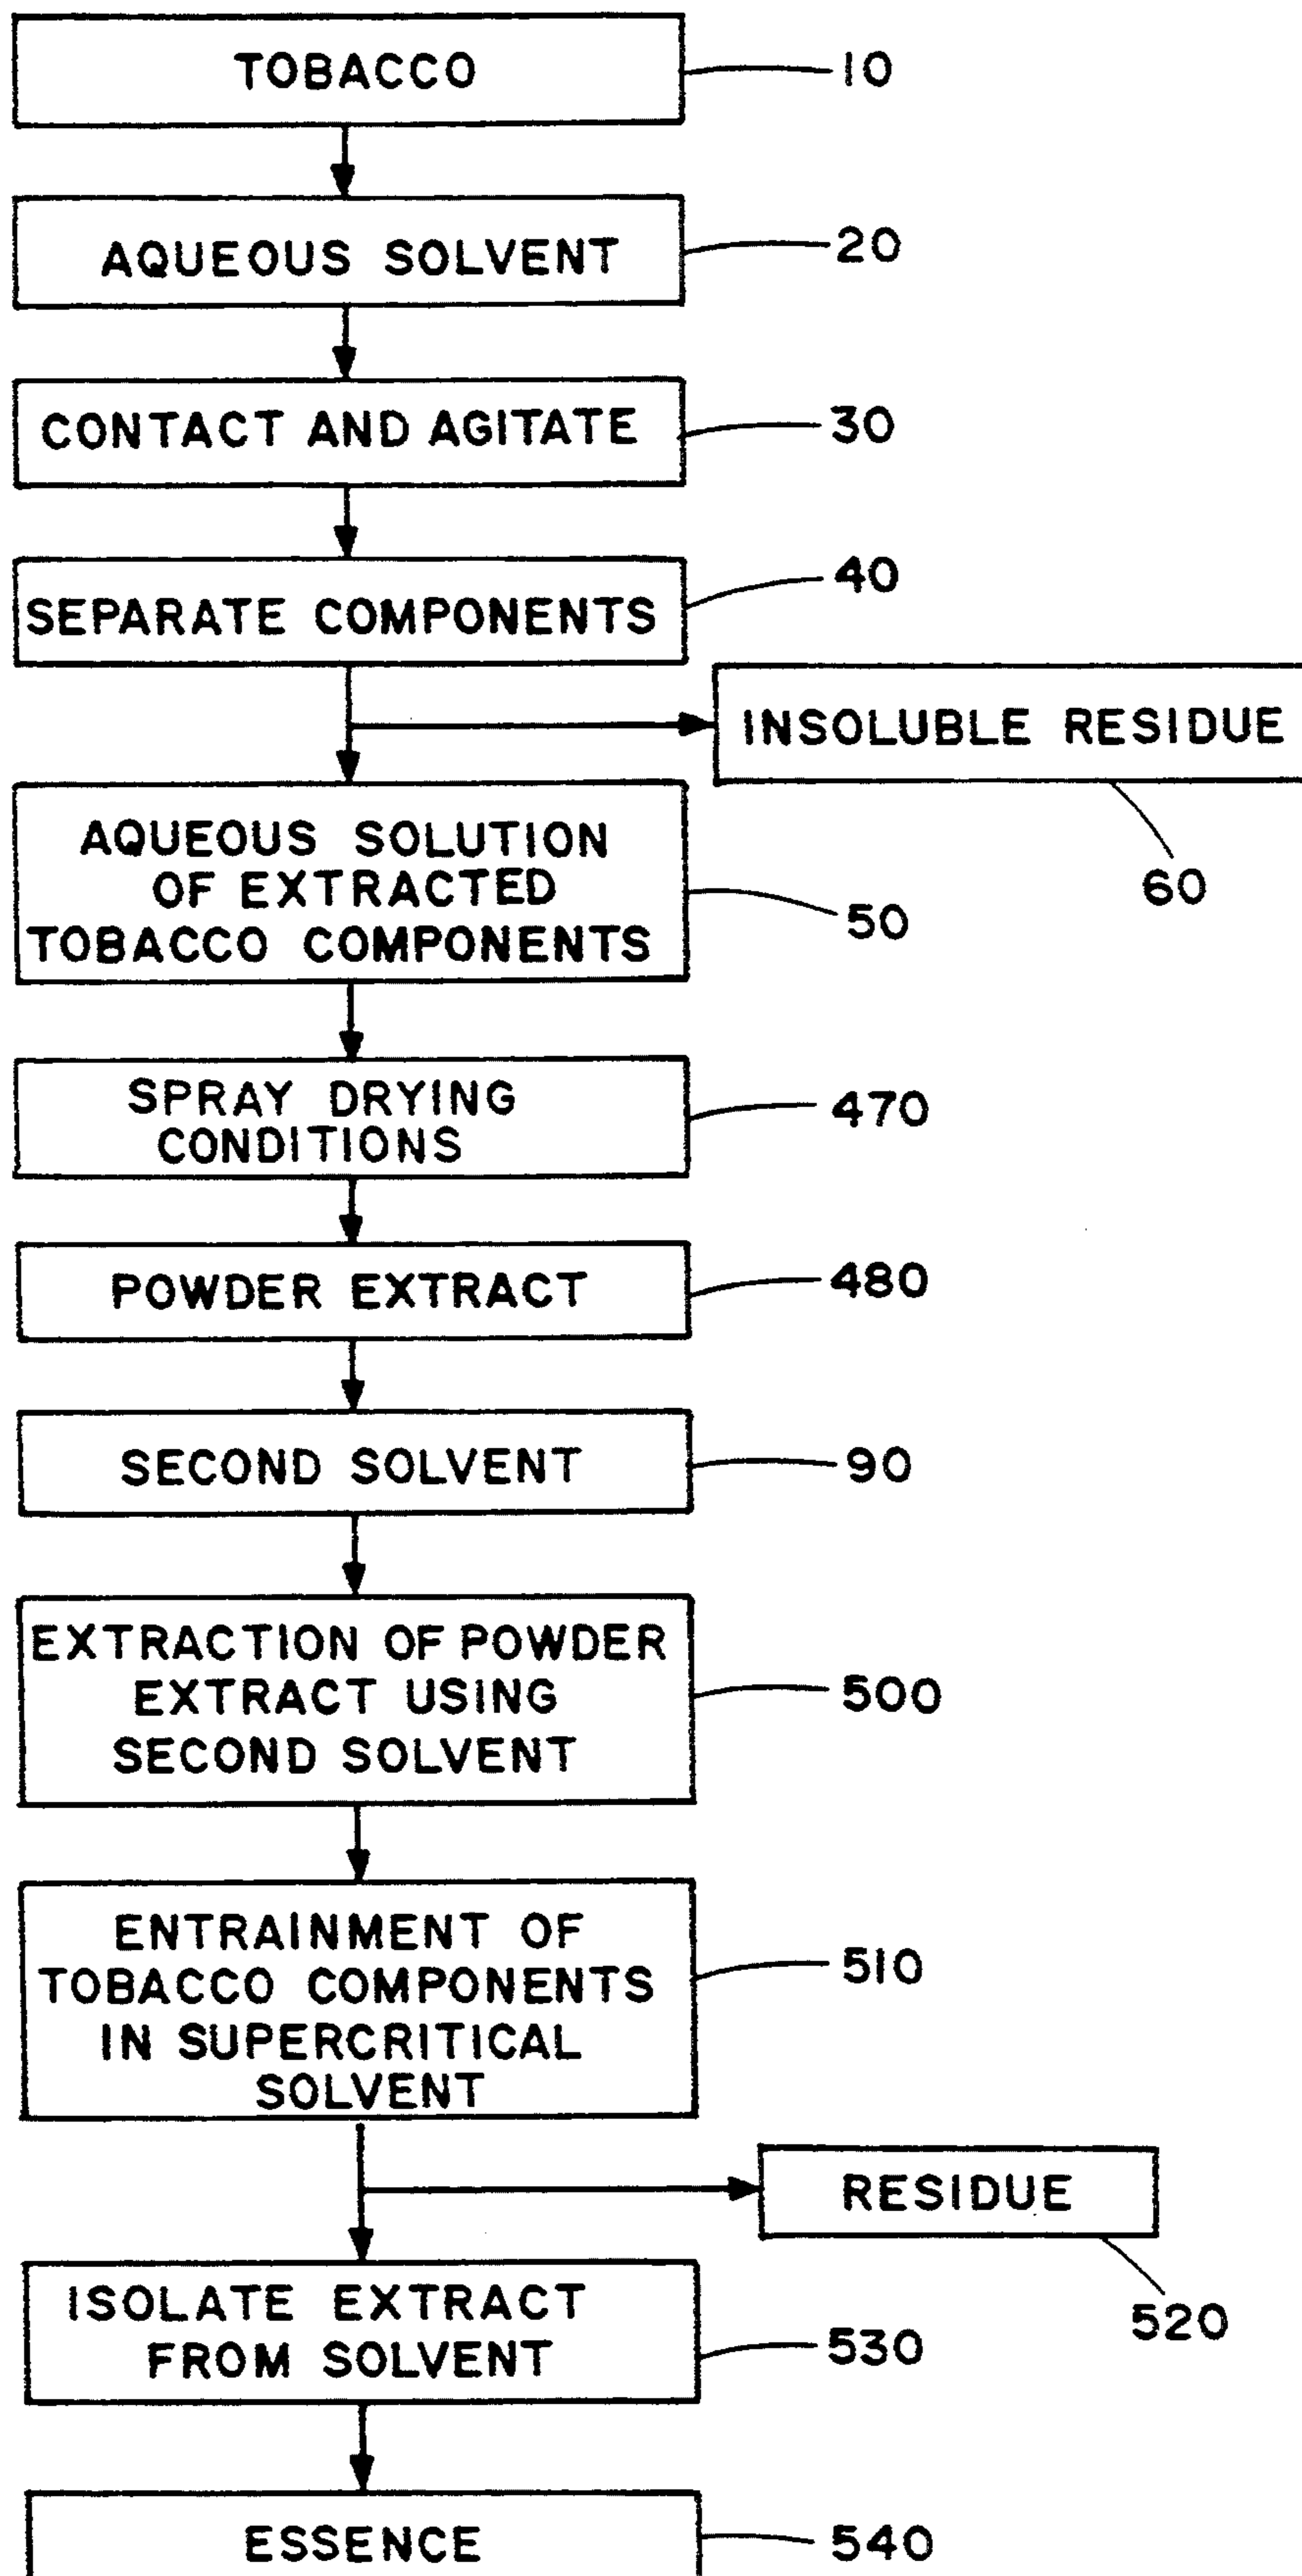 TOBACCO
10
AQUEOUS SOLVENT
20
CONTACT AND AGITATE
30
SEPARATE COMPONENTS
40
INSOLUBLE RESIDUE
60
AQUEOUS SOLUTION
OF EXTRACTED
TOBACCO COMPONENTS
50
SPRAY DRYING
CONDITIONS
470
POWDER EXTRACT
480
SECOND SOLVENT
90
EXTRACTION OF POWDER
EXTRACT USING
SECOND SOLVENT
500
ENTRAINMENT OF
TOBACCO COMPONENTS
IN SUPERCRITICAL
SOLVENT
510
RESIDUE
520
ISOLATE EXTRACT
FROM SOLVENT
530
ESSENCE
540